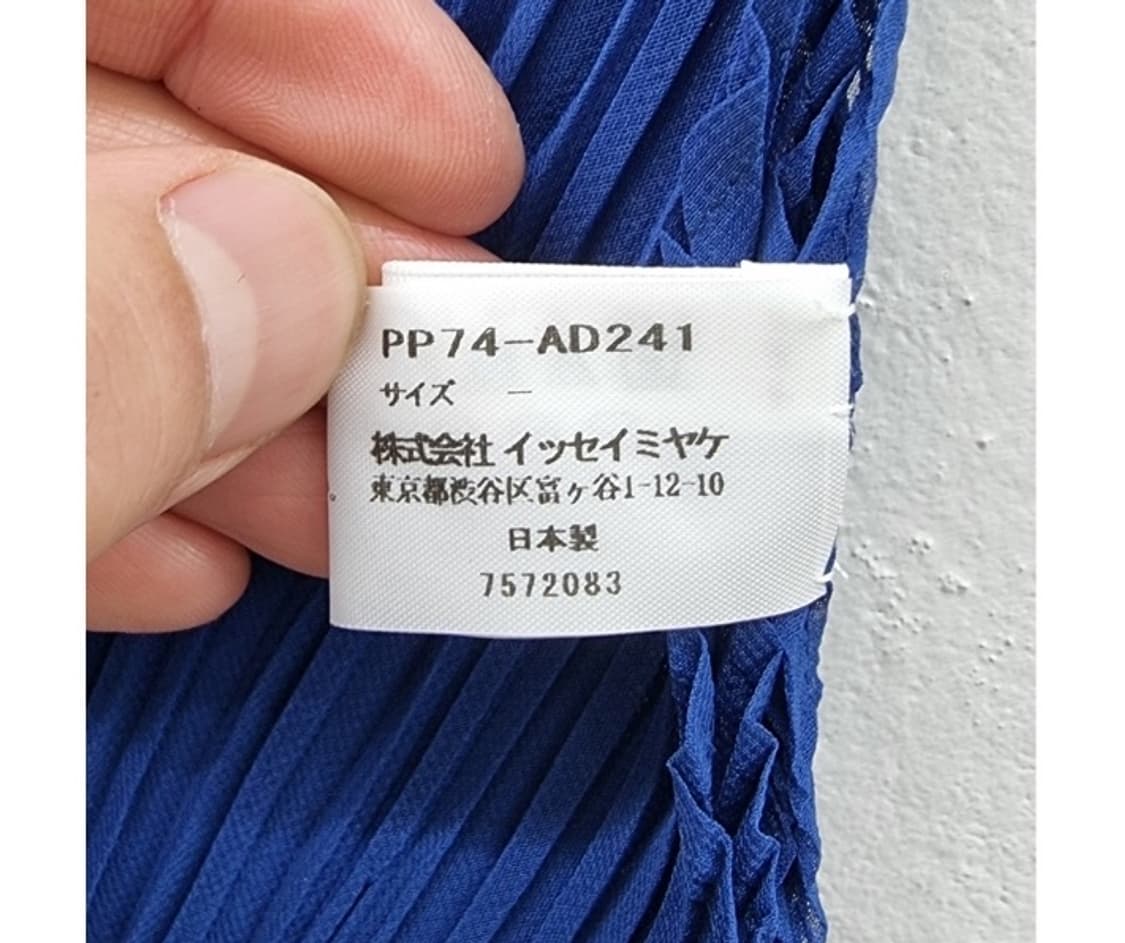 PP74-AD241
サイズ —
株式会社 イッセイミヤケ
東京都渋谷区富ヶ谷1-12-10
日本製
7572083